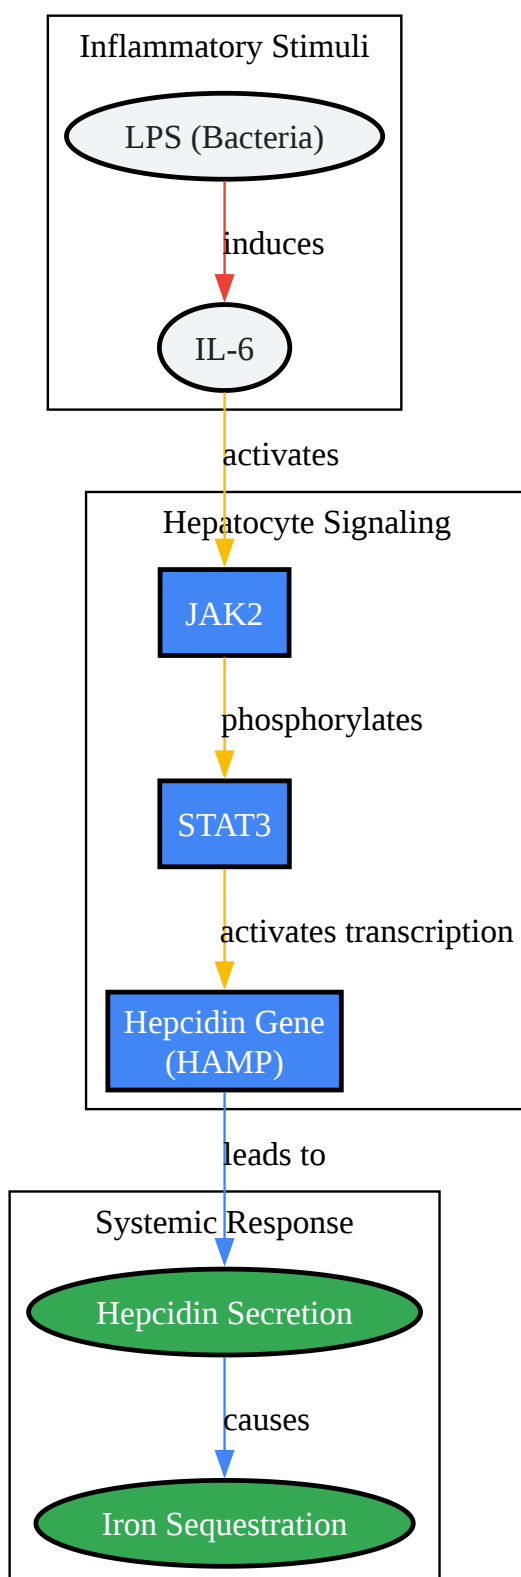 Inflammatory Stimuli
LPS (Bacteria)
induces
IL-6
activates
Hepatocyte Signaling
JAK2
phosphorylates
STAT3
activates transcription
Hepcidin Gene
(HAMP)
leads to
Systemic Response
Hepcidin Secretion
causes
Iron Sequestration